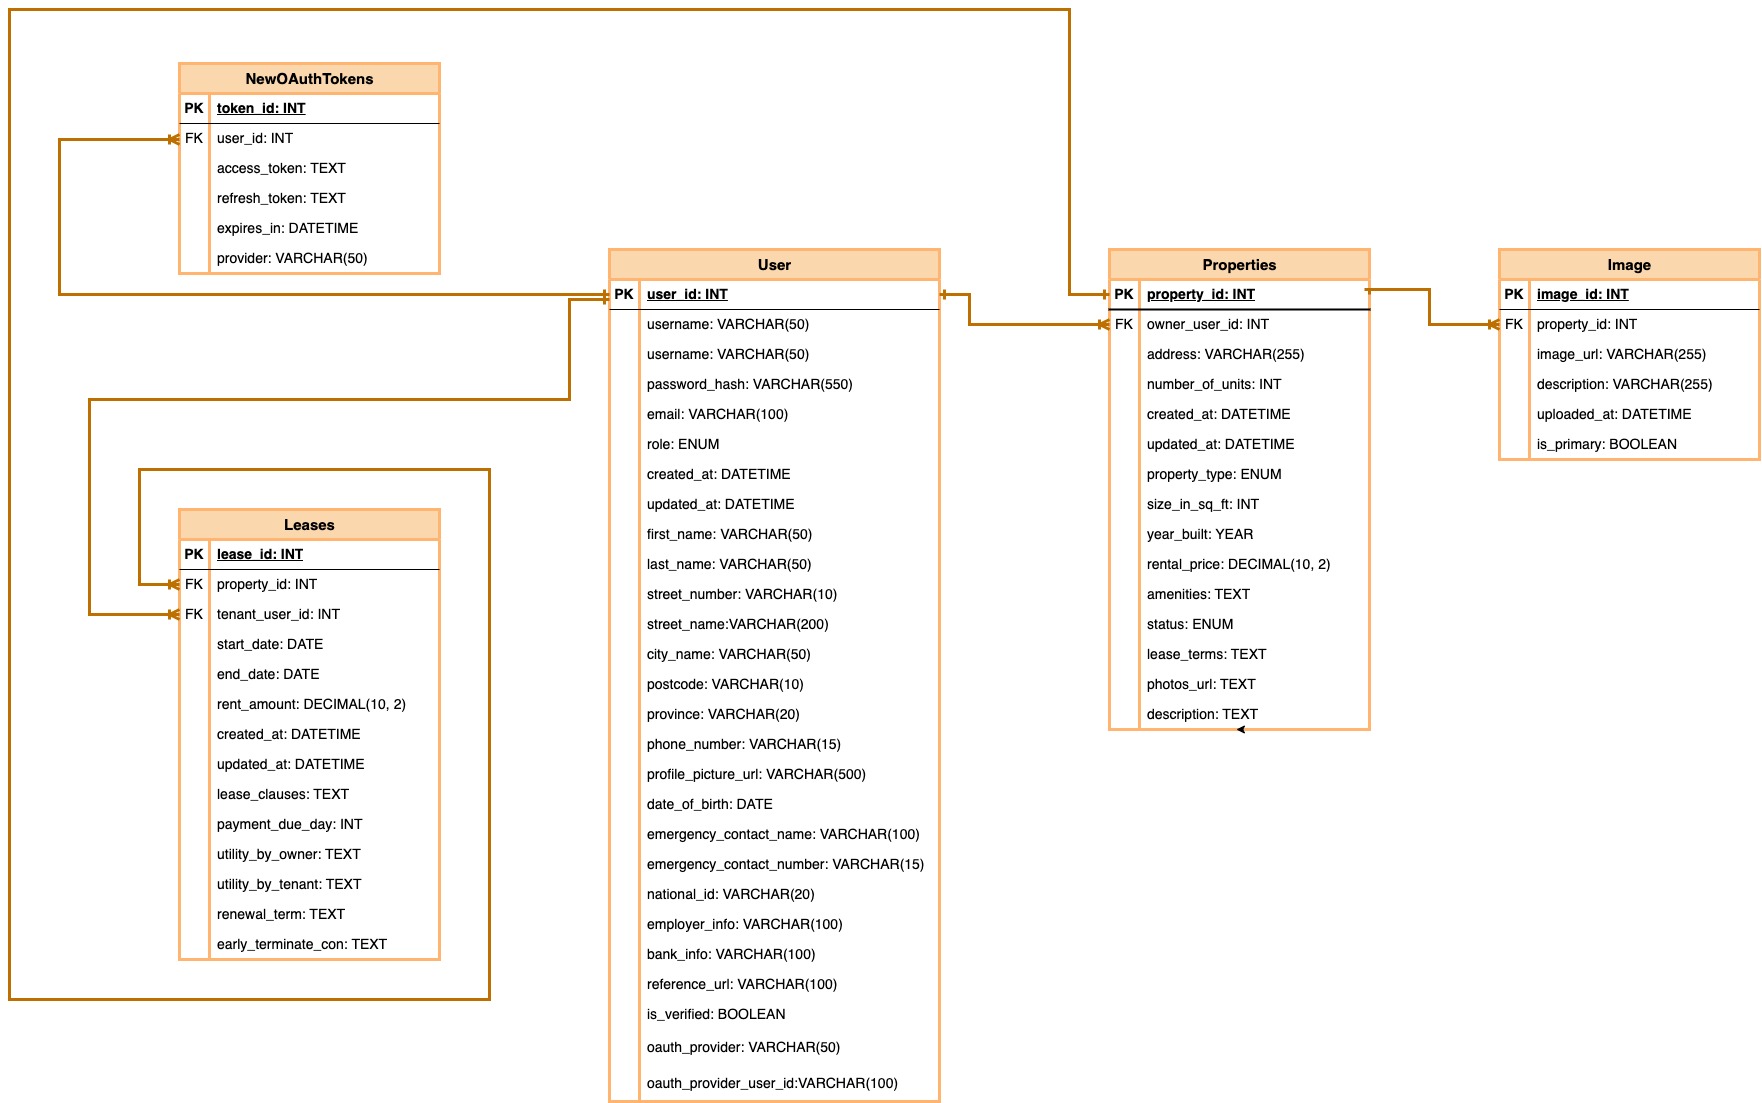 NewOAuthTokens
PK token_id: INT
FK user_id: INT
access_token: TEXT
refresh_token: TEXT
expires_in: DATETIME
provider: VARCHAR(50)
Leases
PK lease_id: INT
FK property_id: INT
FK tenant_user_id: INT
start_date: DATE
end_date: DATE
rent_amount: DECIMAL(10, 2)
created_at: DATETIME
updated_at: DATETIME
lease_clauses: TEXT
payment_due_day: INT
utility_by_owner: TEXT
utility_by_tenant: TEXT
renewal_term: TEXT
early_terminate_con: TEXT
User
PK user_id: INT
username: VARCHAR(50)
username: VARCHAR(50)
password_hash: VARCHAR(550)
email: VARCHAR(100)
role: ENUM
created_at: DATETIME
updated_at: DATETIME
first_name: VARCHAR(50)
last_name: VARCHAR(50)
street_number: VARCHAR(10)
street_name:VARCHAR(200)
city_name: VARCHAR(50)
postcode: VARCHAR(10)
province: VARCHAR(20)
phone_number: VARCHAR(15)
profile_picture_url: VARCHAR(500)
date_of_birth: DATE
emergency_contact_name: VARCHAR(100)
emergency_contact_number: VARCHAR(15)
national_id: VARCHAR(20)
employer_info: VARCHAR(100)
bank_info: VARCHAR(100)
reference_url: VARCHAR(100)
is_verified: BOOLEAN
oauth_provider: VARCHAR(50)
oauth_provider_user_id:VARCHAR(100)
Properties
PK property_id: INT
FK owner_user_id: INT
address: VARCHAR(255)
number_of_units: INT
created_at: DATETIME
updated_at: DATETIME
property_type: ENUM
size_in_sq_ft: INT
year_built: YEAR
rental_price: DECIMAL(10, 2)
amenities: TEXT
status: ENUM
lease_terms: TEXT
photos_url: TEXT
description: TEXT
Image
PK image_id: INT
FK property_id: INT
image_url: VARCHAR(255)
description: VARCHAR(255)
uploaded_at: DATETIME
is_primary: BOOLEAN